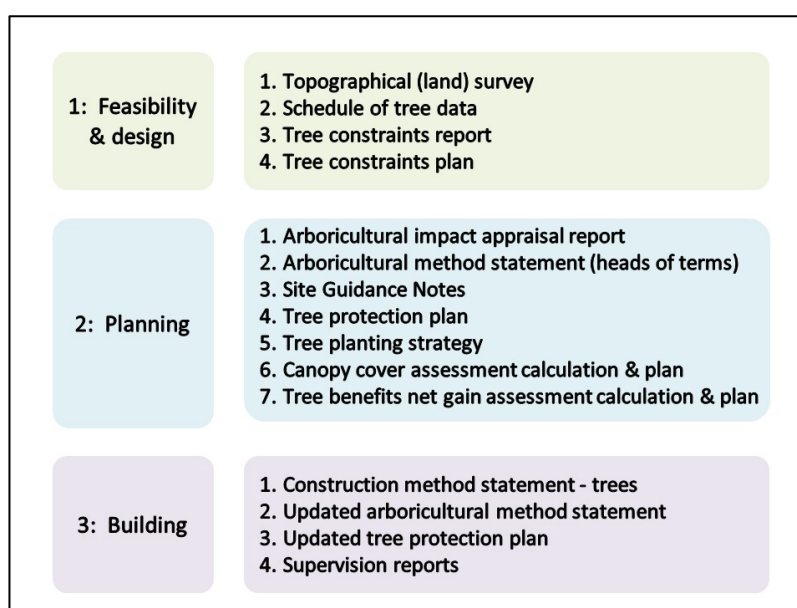 1: Feasibility
& design
1. Topographical (land) survey
2. Schedule of tree data
3. Tree constraints report
4. Tree constraints plan
2: Planning
1. Arboricultural impact appraisal report
2. Arboricultural method statement (heads of terms)
3. Site Guidance Notes
4. Tree protection plan
5. Tree planting strategy
6. Canopy cover assessment calculation & plan
7. Tree benefits net gain assessment calculation & plan
3: Building
1. Construction method statement - trees
2. Updated arboricultural method statement
3. Updated tree protection plan
4. Supervision reports